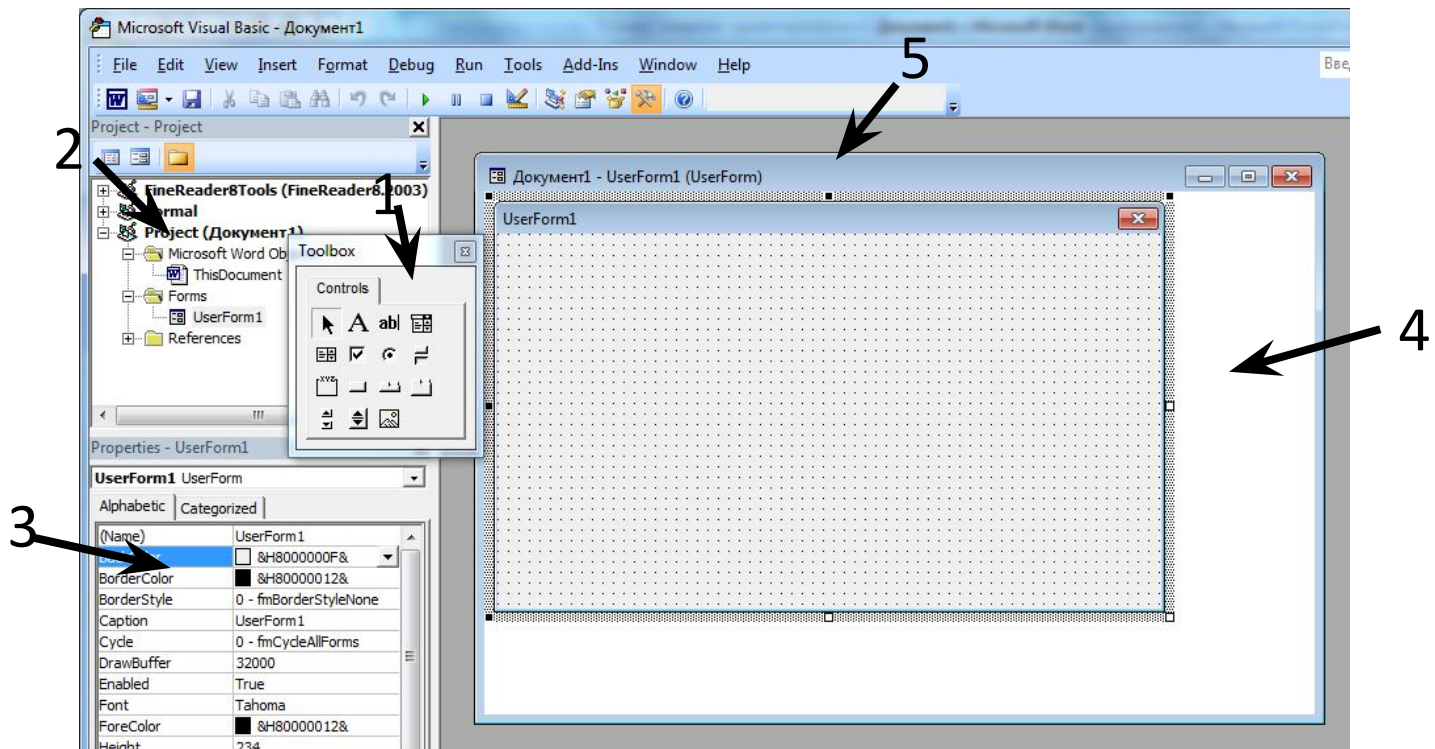 Microsoft Visual Basic - Документ1
File Edit View Insert Format Debug Run Tools Add-Ins Window Help
5
Project - Project
2
FineReader8Tools (FineReader8.2003)
1
Normal
Project (Документ1)
Microsoft Word Ob
ThisDocument
Forms
UserForm1
References
Toolbox
Controls
A ab|
XYZ
Документ1 - UserForm1 (UserForm)
UserForm1
4
Properties - UserForm1
UserForm1 UserForm
Alphabetic Categorized
3
(Name) UserForm1
&H8000000F&
BorderColor &H80000012&
BorderStyle 0 - fmBorderStyleNone
Caption UserForm1
Cycle 0 - fmCycleAllForms
DrawBuffer 32000
Enabled True
Font Tahoma
ForeColor &H80000012&
Height 234